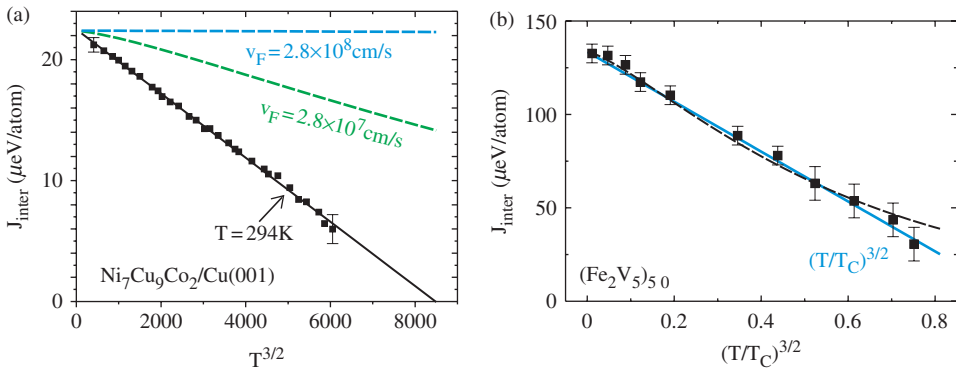 (a)
J_inter (μeV/atom)
20
10
0
v_F = 2.8×10^8 cm/s
v_F = 2.8×10^7 cm/s
T = 294K
Ni_7Cu_9Co_2/Cu(001)
0 2000 4000 6000 8000
T^3/2
(b)
J_inter (μeV/atom)
150
100
50
0
(T/T_C)^3/2
(Fe_2V_5)_5 0
0 0.2 0.4 0.6 0.8
(T/T_C)^3/2